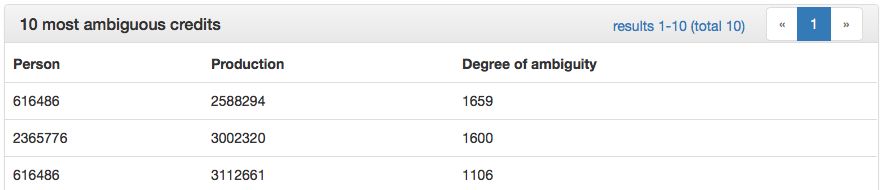 10 most ambiguous credits results 1-10 (total 10) « 1 »
Person Production Degree of ambiguity
616486 2588294 1659
2365776 3002320 1600
616486 3112661 1106